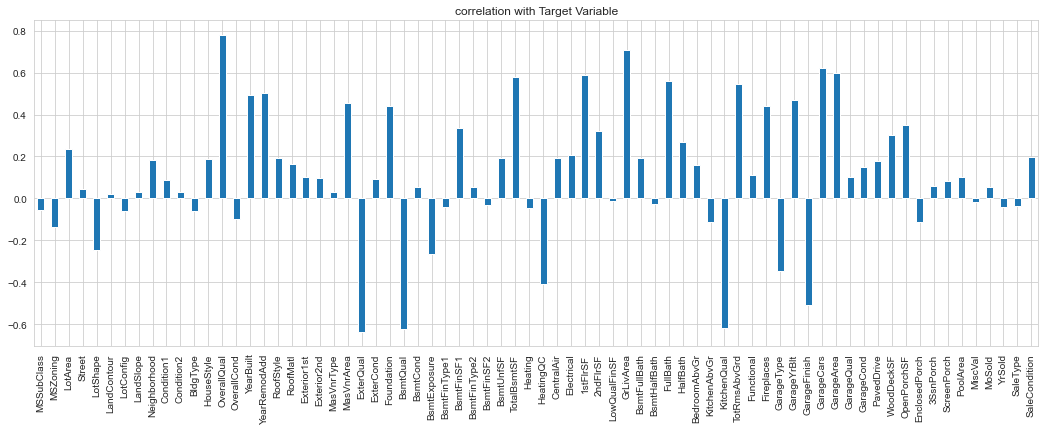 correlation with Target Variable
0.8
0.6
0.4
0.2
0.0
−0.2
−0.4
−0.6
MSSubClass
MSZoning
LotArea
Street
LotShape
LandContour
LotConfig
LandSlope
Neighborhood
Condition1
Condition2
BldgType
HouseStyle
OverallQual
OverallCond
YearBuilt
YearRemodAdd
RoofStyle
RoofMatl
Exterior1st
Exterior2nd
MasVnrType
MasVnrArea
ExterQual
ExterCond
Foundation
BsmtQual
BsmtCond
BsmtExposure
BsmtFinType1
BsmtFinSF1
BsmtFinType2
BsmtFinSF2
BsmtUnfSF
TotalBsmtSF
Heating
HeatingQC
CentralAir
Electrical
1stFlrSF
2ndFlrSF
LowQualFinSF
GrLivArea
BsmtFullBath
BsmtHalfBath
FullBath
HalfBath
BedroomAbvGr
KitchenAbvGr
KitchenQual
TotRmsAbvGrd
Functional
Fireplaces
GarageType
GarageYrBlt
GarageFinish
GarageCars
GarageArea
GarageQual
GarageCond
PavedDrive
WoodDeckSF
OpenPorchSF
EnclosedPorch
3SsnPorch
ScreenPorch
PoolArea
MiscVal
MoSold
YrSold
SaleType
SaleCondition